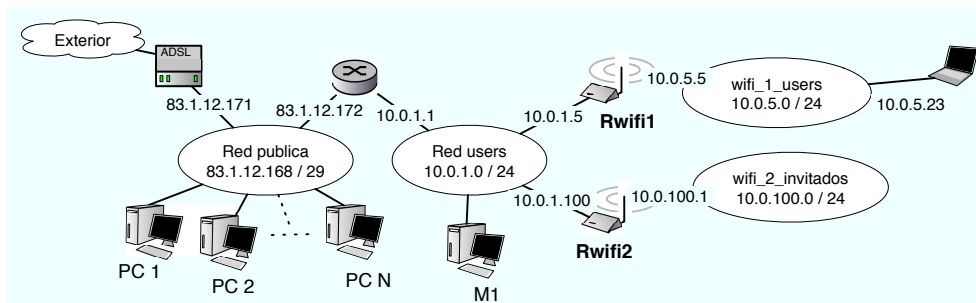 Exterior
ADSL
83.1.12.171
83.1.12.172
10.0.1.1
Red publica
83.1.12.168 / 29
PC 1
PC 2
PC N
Red users
10.0.1.0 / 24
M1
10.0.1.5
Rwifi1
10.0.5.5
wifi_1_users
10.0.5.0 / 24
10.0.5.23
10.0.1.100
Rwifi2
10.0.100.1
wifi_2_invitados
10.0.100.0 / 24